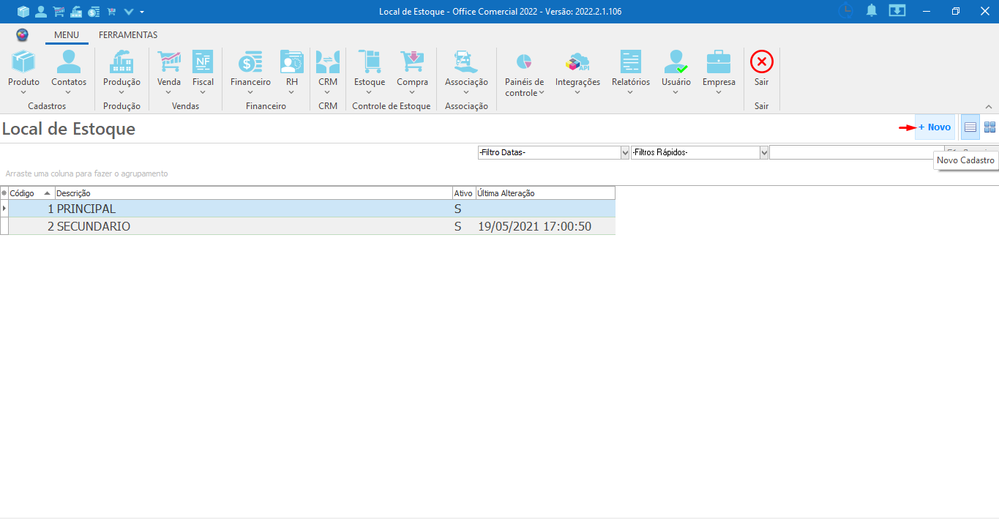 Local de Estoque - Office Comercial 2022 - Versão: 2022.2.1.106
MENU FERRAMENTAS
NF $ $ API
Produto Contatos Produção Venda Fiscal Financeiro RH CRM Estoque Compra Associação Painéis de controle Integrações Relatórios Usuário Empresa Sair
Cadastros Produção Vendas Financeiro CRM Controle de Estoque Associação Sair
Local de Estoque
+ Novo
-Filtro Datas- -Filtros Rápidos-
Novo Cadastro
Arraste uma coluna para fazer o agrupamento
Código Descrição Ativo Última Alteração
1 PRINCIPAL S
2 SECUNDARIO S 19/05/2021 17:00:50